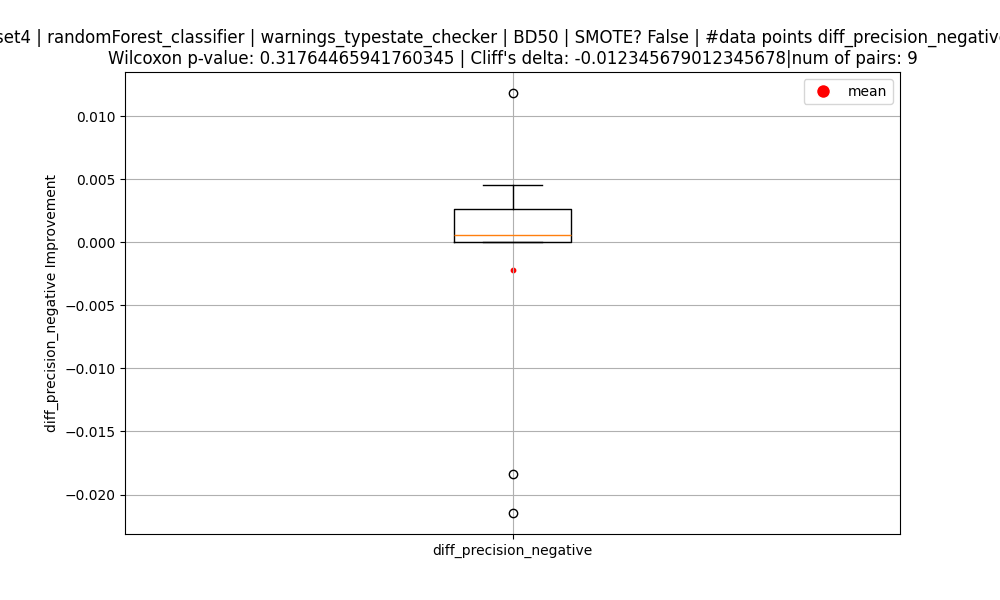 set4 | randomForest_classifier | warnings_typestate_checker | BD50 | SMOTE? False | #data points diff_precision_negative
Wilcoxon p-value: 0.31764465941760345 | Cliff's delta: -0.012345679012345678|num of pairs: 9
mean
0.010
0.005
0.000
−0.005
−0.010
−0.015
−0.020
diff_precision_negative Improvement
diff_precision_negative